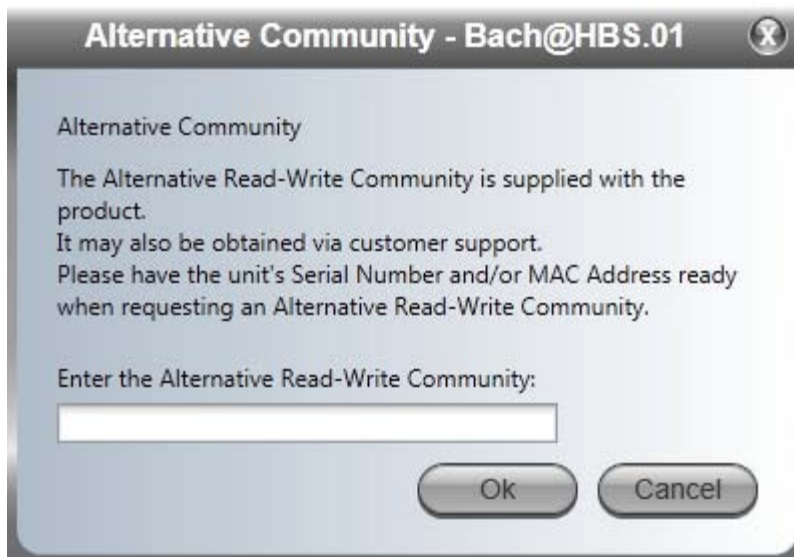 Alternative Community - Bach@HBS.01
X
Alternative Community
The Alternative Read-Write Community is supplied with the
product.
It may also be obtained via customer support.
Please have the unit's Serial Number and/or MAC Address ready
when requesting an Alternative Read-Write Community.
Enter the Alternative Read-Write Community:
Ok Cancel